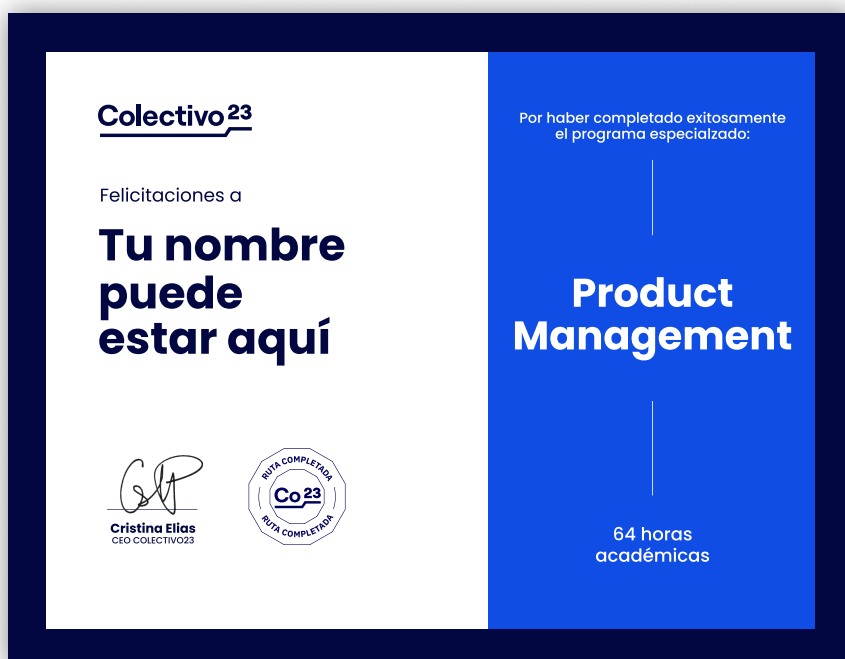 Colectivo23
Felicitaciones a
Tu nombre
puede
estar aquí
Cristina Elias
CEO COLECTIVO23
RUTA COMPLETADA
Co23
RUTA COMPLETADA
Por haber completado exitosamente
el programa especialzado:
Product
Management
64 horas
académicas